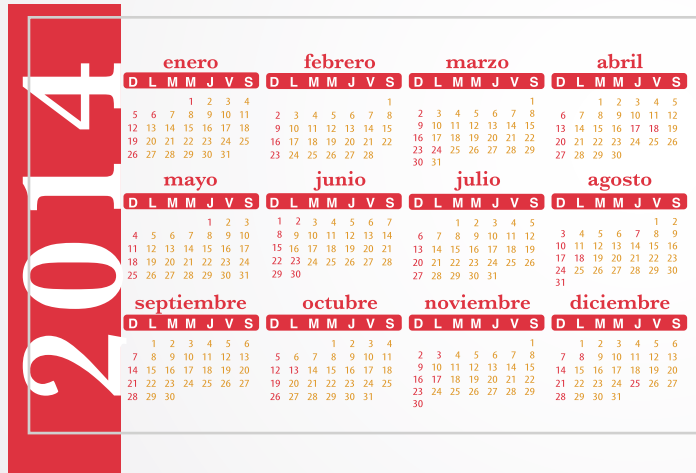 2014
enero
D L M M J V S
1 2 3 4
5 6 7 8 9 10 11
12 13 14 15 16 17 18
19 20 21 22 23 24 25
26 27 28 29 30 31
febrero
D L M M J V S
1
2 3 4 5 6 7 8
9 10 11 12 13 14 15
16 17 18 19 20 21 22
23 24 25 26 27 28
marzo
D L M M J V S
1
2 3 4 5 6 7 8
9 10 11 12 13 14 15
16 17 18 19 20 21 22
23 24 25 26 27 28 29
30 31
abril
D L M M J V S
1 2 3 4 5
6 7 8 9 10 11 12
13 14 15 16 17 18 19
20 21 22 23 24 25 26
27 28 29 30
mayo
D L M M J V S
1 2 3
4 5 6 7 8 9 10
11 12 13 14 15 16 17
18 19 20 21 22 23 24
25 26 27 28 29 30 31
junio
D L M M J V S
1 2 3 4 5 6 7
8 9 10 11 12 13 14
15 16 17 18 19 20 21
22 23 24 25 26 27 28
29 30
julio
D L M M J V S
1 2 3 4 5
6 7 8 9 10 11 12
13 14 15 16 17 18 19
20 21 22 23 24 25 26
27 28 29 30 31
agosto
D L M M J V S
1 2
3 4 5 6 7 8 9
10 11 12 13 14 15 16
17 18 19 20 21 22 23
24 25 26 27 28 29 30
31
septiembre
D L M M J V S
1 2 3 4 5 6
7 8 9 10 11 12 13
14 15 16 17 18 19 20
21 22 23 24 25 26 27
28 29 30
octubre
D L M M J V S
1 2 3 4
5 6 7 8 9 10 11
12 13 14 15 16 17 18
19 20 21 22 23 24 25
26 27 28 29 30 31
noviembre
D L M M J V S
1
2 3 4 5 6 7 8
9 10 11 12 13 14 15
16 17 18 19 20 21 22
23 24 25 26 27 28 29
30
diciembre
D L M M J V S
1 2 3 4 5 6
7 8 9 10 11 12 13
14 15 16 17 18 19 20
21 22 23 24 25 26 27
28 29 30 31